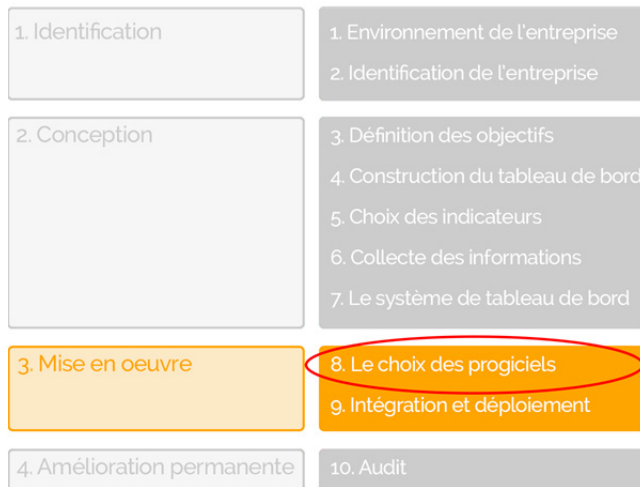 1. Identification
1. Environnement de l'entreprise
2. Identification de l'entreprise
2. Conception
3. Définition des objectifs
4. Construction du tableau de bord
5. Choix des indicateurs
6. Collecte des informations
7. Le système de tableau de bord
3. Mise en oeuvre
8. Le choix des progiciels
9. Intégration et déploiement
4. Amélioration permanente
10. Audit